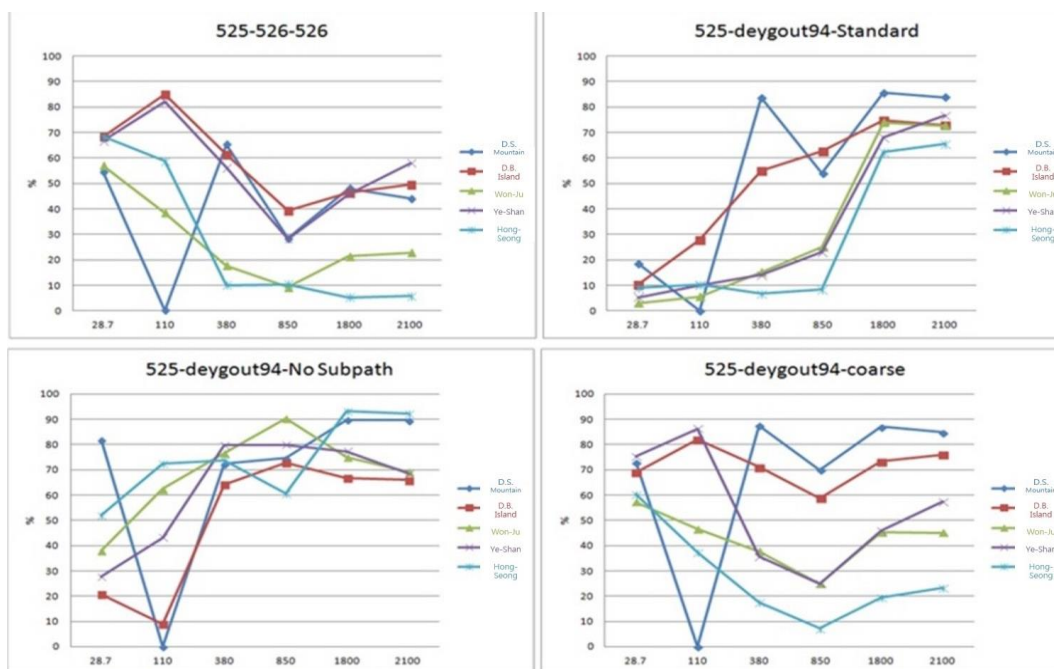 525-526-526
100
90
80
70
60
50
40
30
20
10
0
%
28.7 110 380 850 1800 2100
D.S.
Mountain
D.B.
Island
Won-Ju
Ye-Shan
Hong-
Seong
525-deygout94-Standard
100
90
80
70
60
50
40
30
20
10
0
%
28.7 110 380 850 1800 2100
D.S.
Mountain
D.B.
Island
Won-Ju
Ye-Shan
Hong-
Seong
525-deygout94-No Subpath
100
90
80
70
60
50
40
30
20
10
0
%
28.7 110 380 850 1800 2100
D.S.
Mountain
D.B.
Island
Won-Ju
Ye-Shan
Hong-
Seong
525-deygout94-coarse
100
90
80
70
60
50
40
30
20
10
0
%
28.7 110 380 850 1800 2100
D.S.
Mountain
D.B.
Island
Won-Ju
Ye-Shan
Hong-
Seong